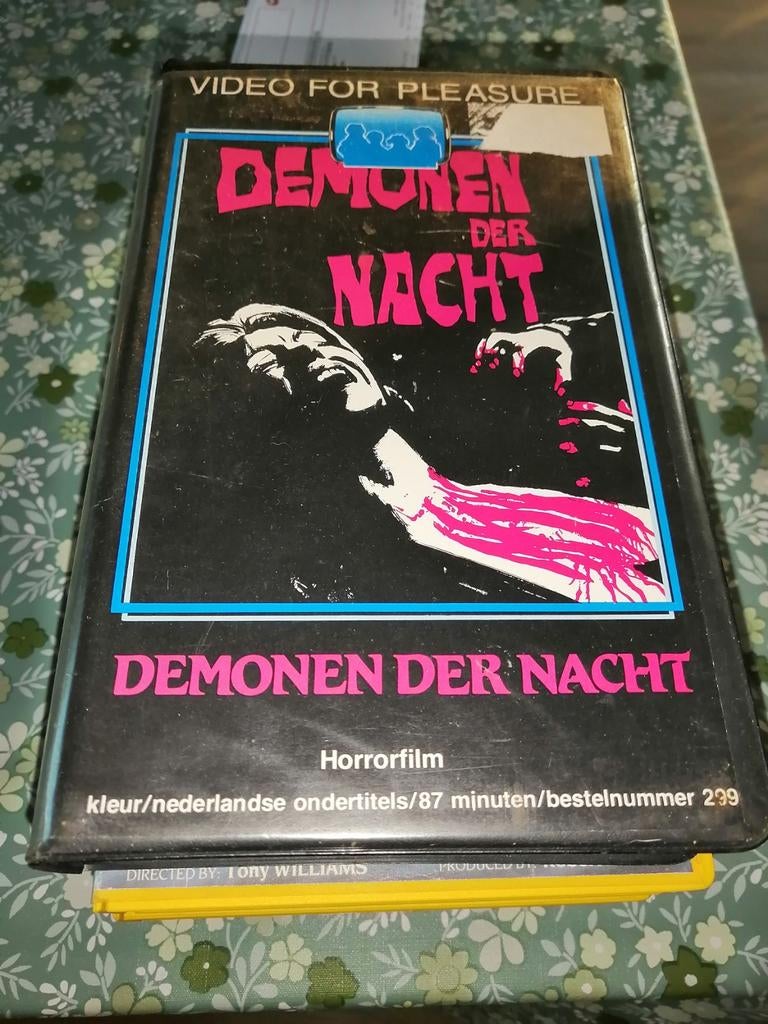 VIDEO FOR PLEASURE
DEMONEN
DER
NACHT
DEMONEN DER NACHT
Horrorfilm
kleur/nederlandse ondertitels/87 minuten/bestelnummer 299
DIRECTED BY: Tony WILLIAMS
PRODUCED BY: